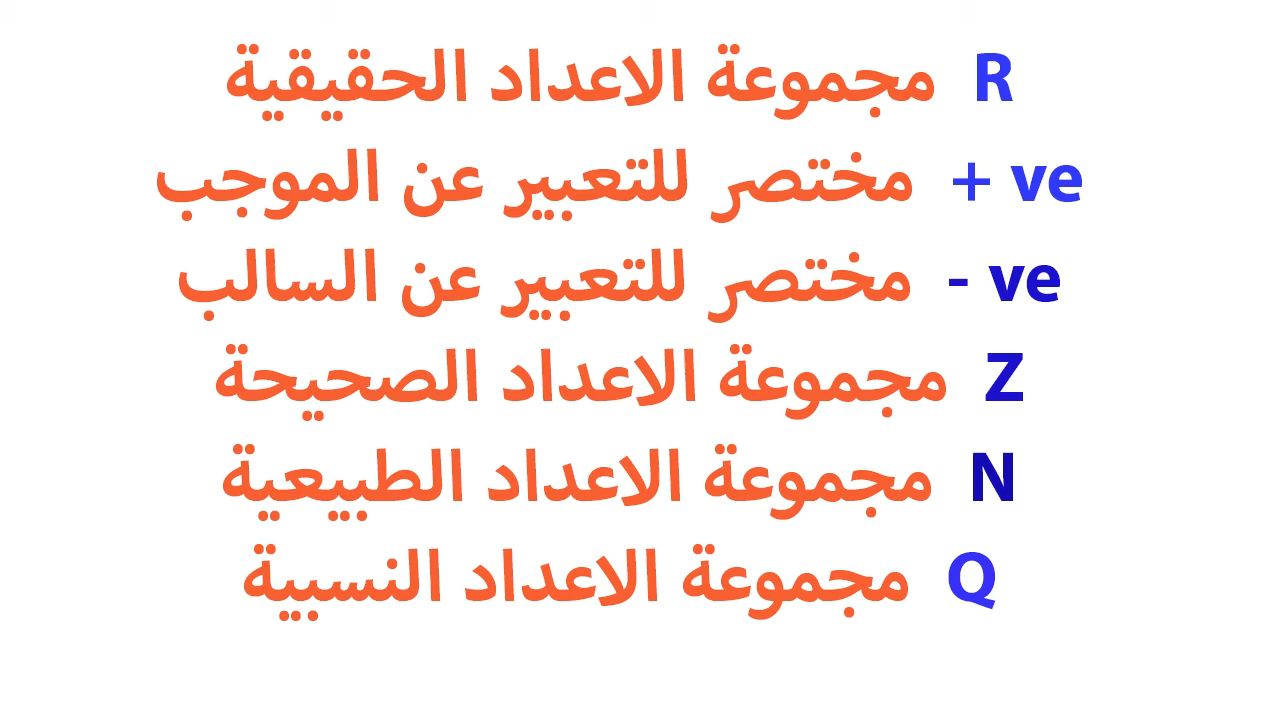 R مجموعة الاعداد الحقيقية
+ ve مختصر للتعبير عن الموجب
- ve مختصر للتعبير عن السالب
Z مجموعة الاعداد الصحيحة
N مجموعة الاعداد الطبيعية
Q مجموعة الاعداد النسبية